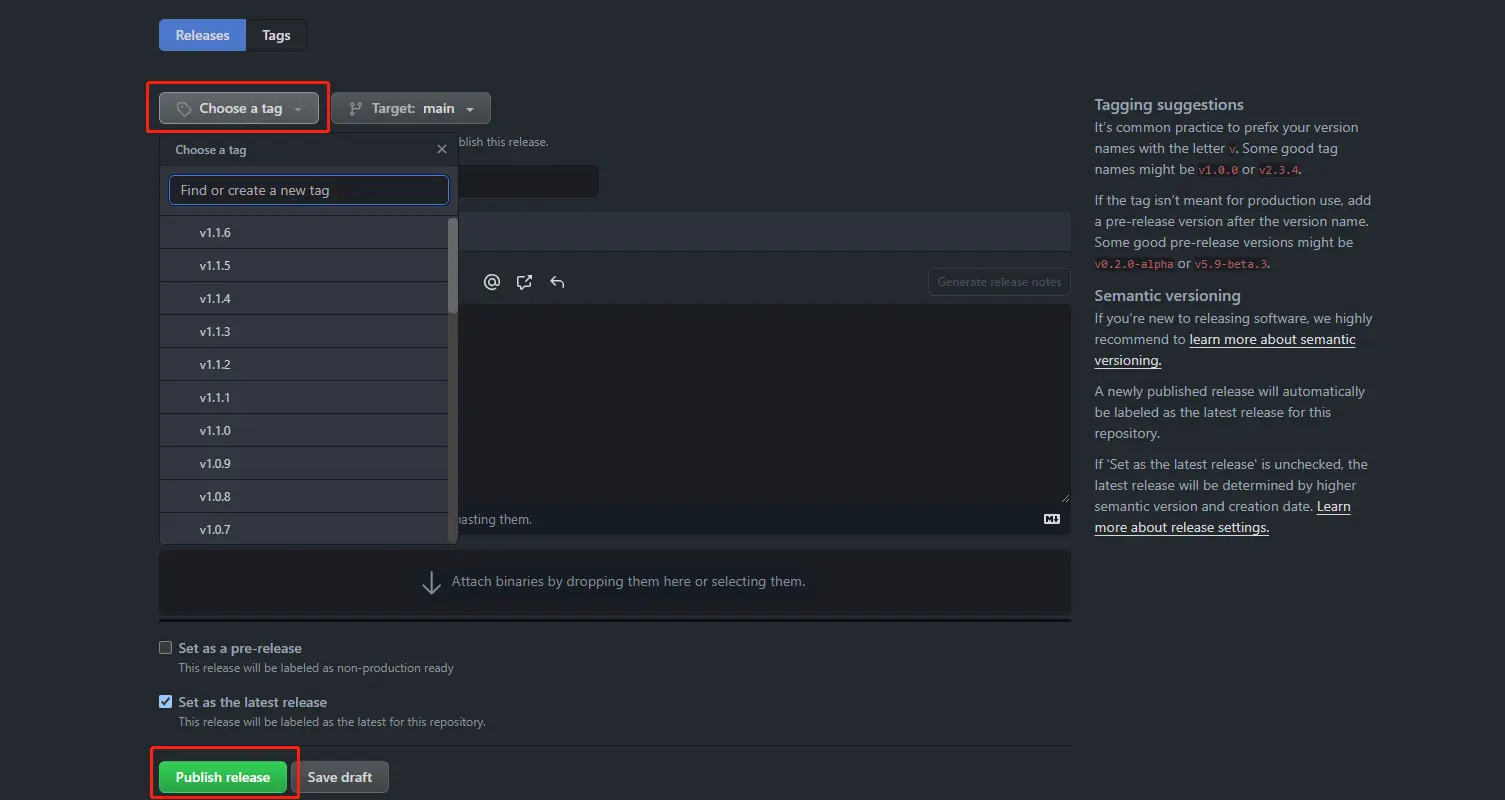 Releases Tags
Choose a tag Target: main
Choose a tag
blish this release.
Find or create a new tag
v1.1.6
v1.1.5
v1.1.4
v1.1.3
v1.1.2
v1.1.1
v1.1.0
v1.0.9
v1.0.8
v1.0.7
@
Generate release notes
pasting them.
Attach binaries by dropping them here or selecting them.
Set as a pre-release
This release will be labeled as non-production ready
Set as the latest release
This release will be labeled as the latest for this repository.
Publish release Save draft
Tagging suggestions
It's common practice to prefix your version
names with the letter v. Some good tag
names might be v1.0.0 or v2.3.4.
If the tag isn't meant for production use, add
a pre-release version after the version name.
Some good pre-release versions might be
v0.2.0-alpha or v5.9-beta.3.
Semantic versioning
If you're new to releasing software, we highly
recommend to learn more about semantic
versioning.
A newly published release will automatically
be labeled as the latest release for this
repository.
If 'Set as the latest release' is unchecked, the
latest release will be determined by higher
semantic version and creation date. Learn
more about release settings.